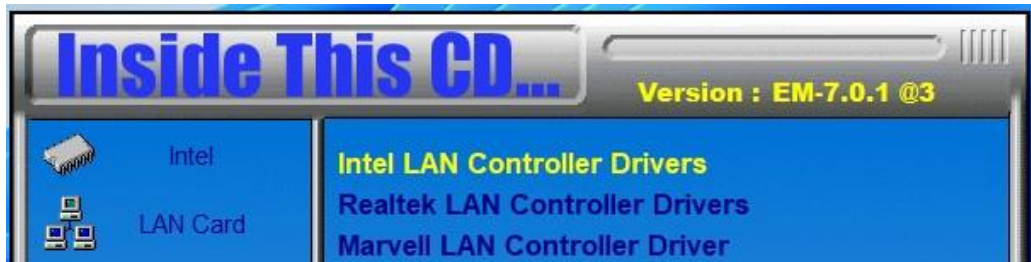 Inside This CD...
Version : EM-7.0.1 @3
Intel
LAN Card
Intel LAN Controller Drivers
Realtek LAN Controller Drivers
Marvell LAN Controller Driver